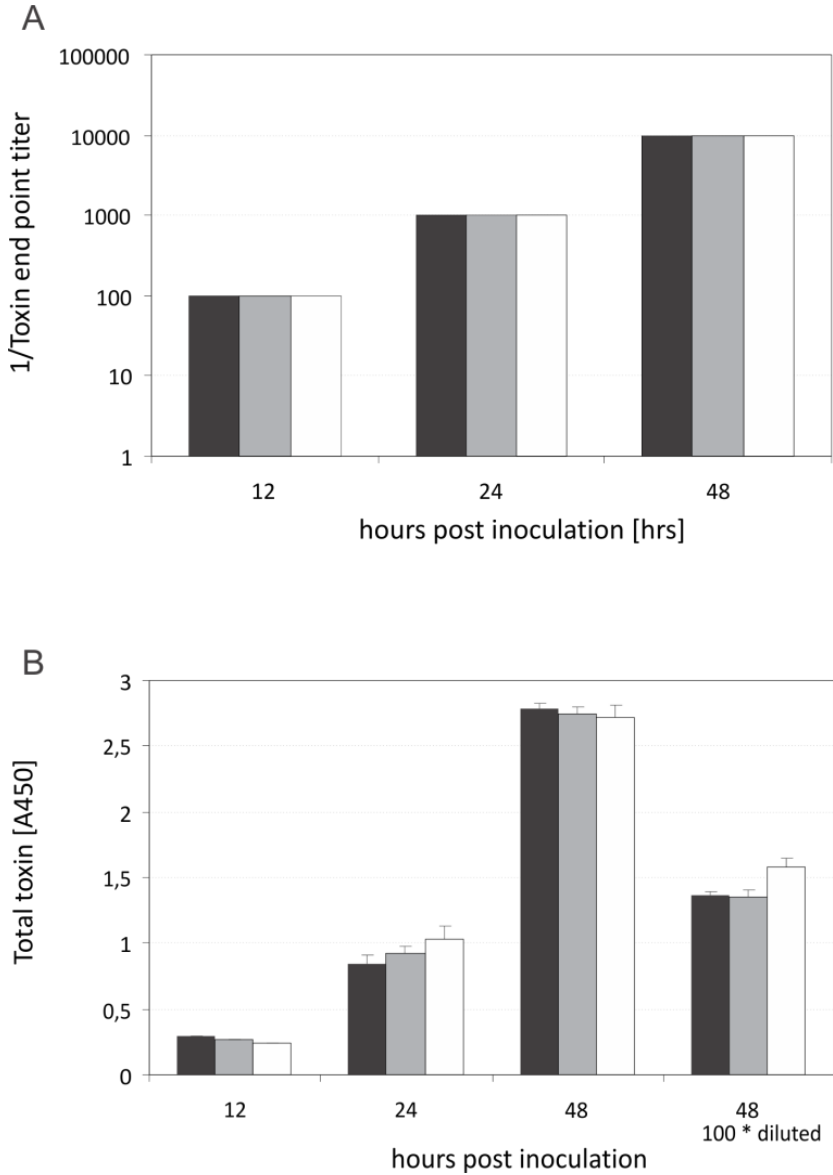 A
100000
10000
1000
100
10
1
1/Toxin end point titer
12 24 48
hours post inoculation [hrs]
B
3
2,5
2
1,5
1
0,5
0
Total toxin [A450]
12 24 48 48
100 * diluted
hours post inoculation